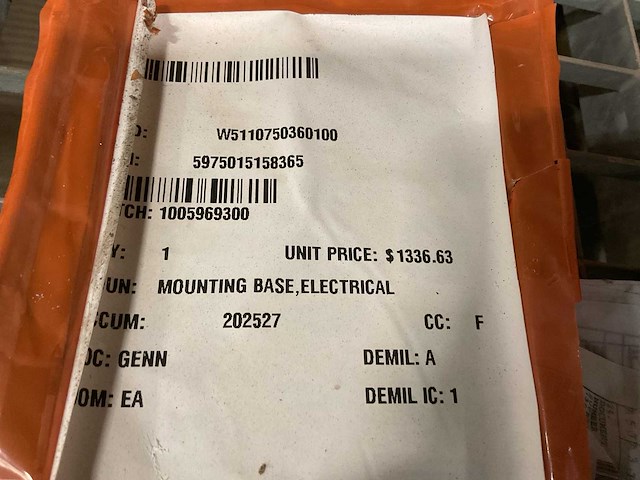 D: W5110750360100
I: 5975015158365
TCH: 1005969300
Y: 1 UNIT PRICE: $1336.63
UN: MOUNTING BASE,ELECTRICAL
CUM: 202527 CC: F
OC: GENN DEMIL: A
OM: EA DEMIL IC: 1